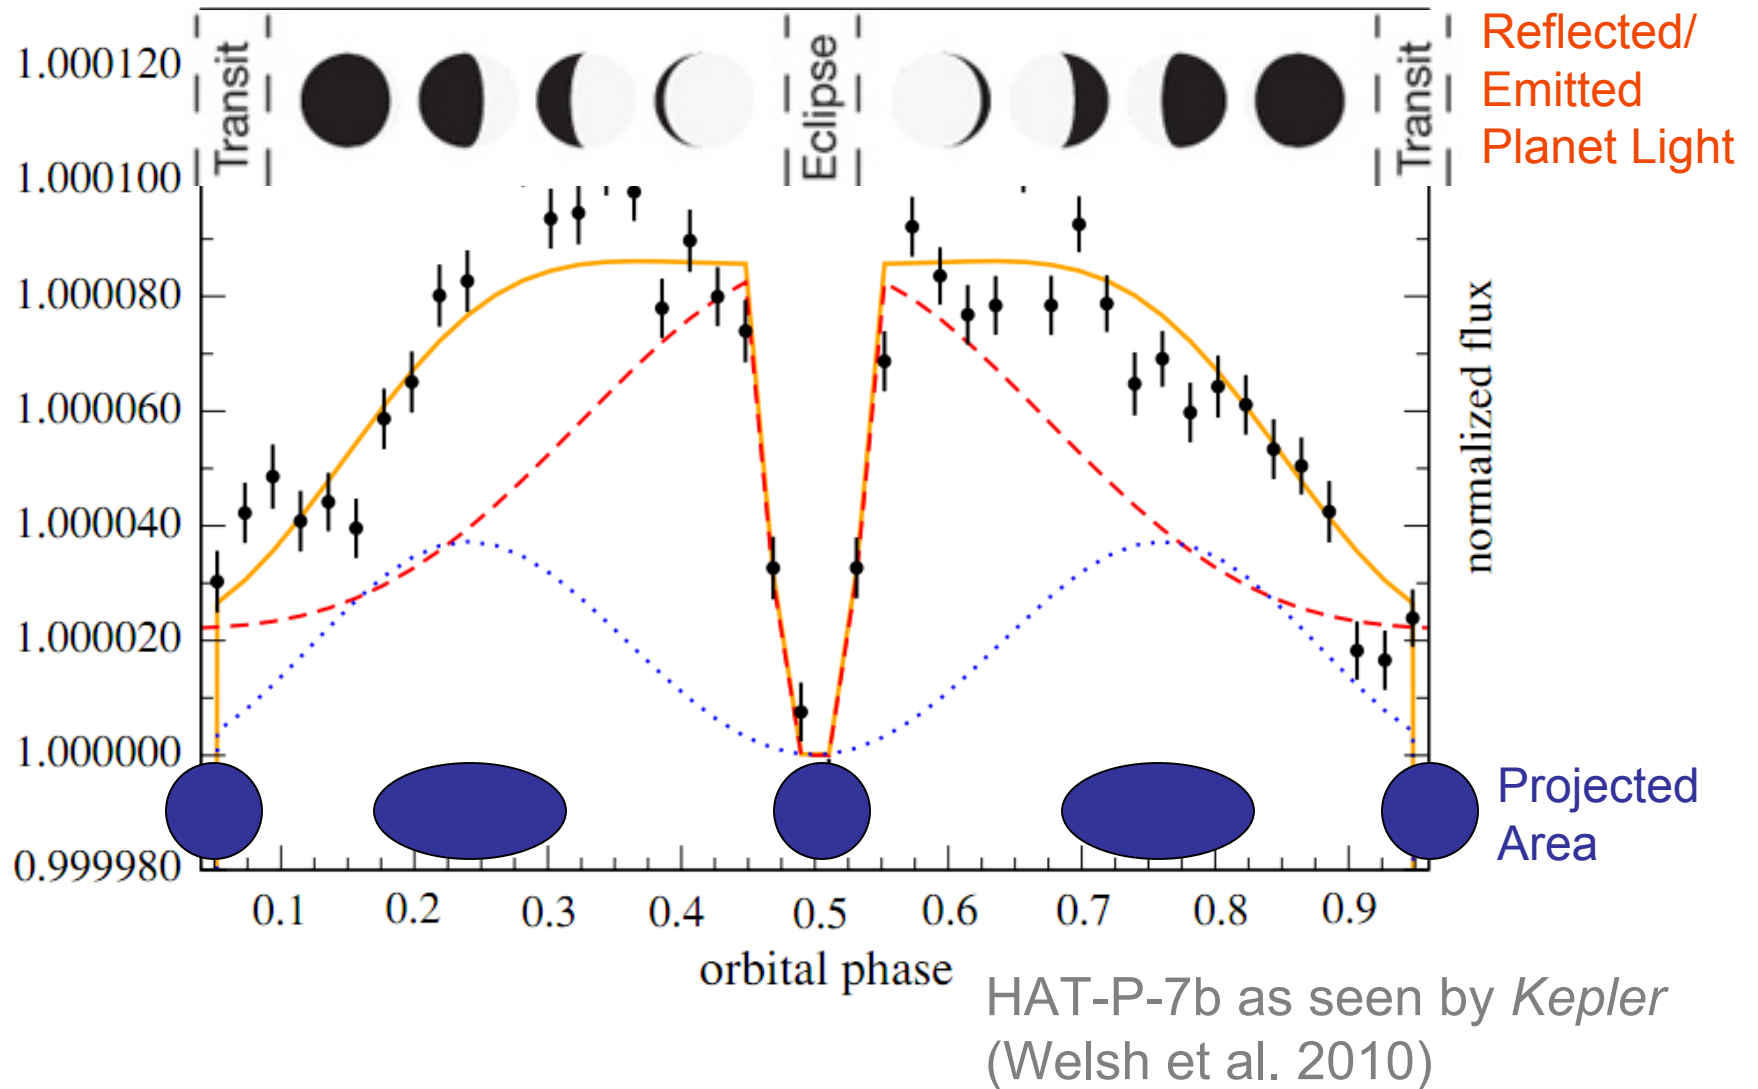 Transit
Eclipse
Transit
Reflected/
Emitted
Planet Light
1.000120
1.000100
1.000080
1.000060
1.000040
1.000020
1.000000
0.999980
normalized flux
Projected
Area
0.1 0.2 0.3 0.4 0.5 0.6 0.7 0.8 0.9
orbital phase
HAT-P-7b as seen by Kepler
(Welsh et al. 2010)